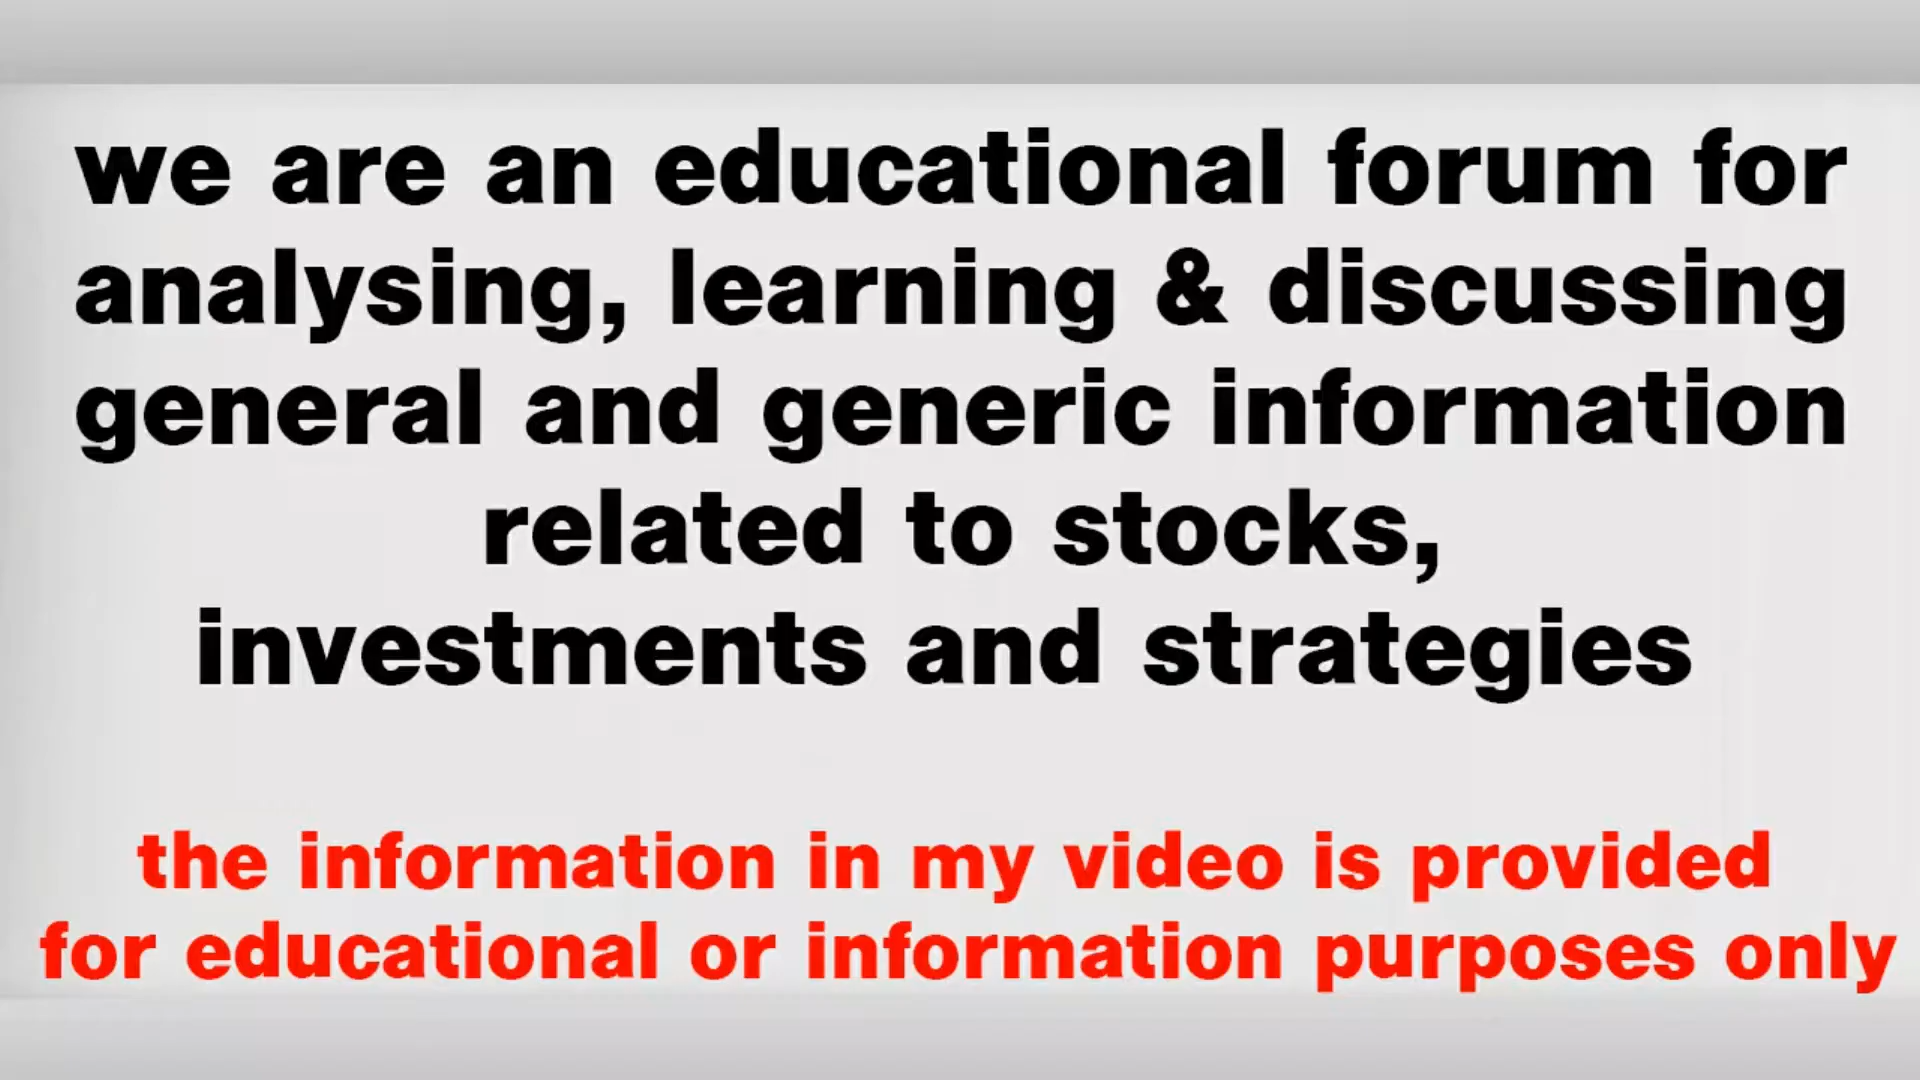 we are an educational forum for
analysing, learning & discussing
general and generic information
related to stocks,
investments and strategies
the information in my video is provided
for educational or information purposes only